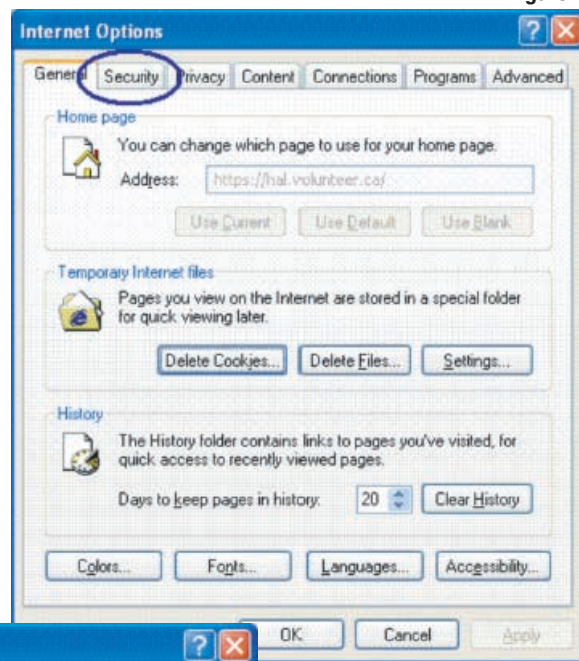 Internet Options
General Security Privacy Content Connections Programs Advanced
Home page
You can change which page to use for your home page.
Address: https://hal.volunteer.ca/
Use Current Use Default Use Blank
Temporary Internet files
Pages you view on the Internet are stored in a special folder
for quick viewing later.
Delete Cookies... Delete Files... Settings...
History
The History folder contains links to pages you've visited, for
quick access to recently viewed pages.
Days to keep pages in history: 20 Clear History
Colors... Fonts... Languages... Accessibility...
OK Cancel Apply